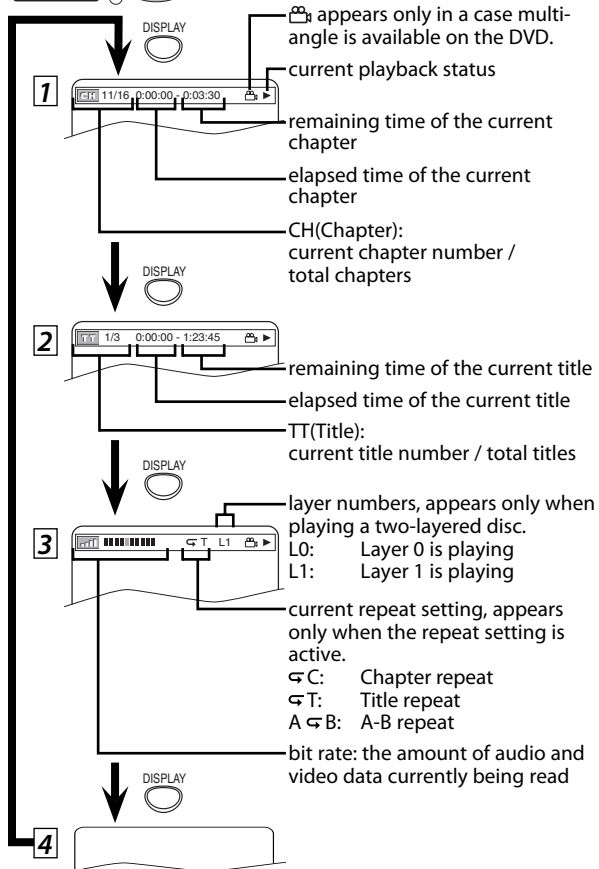 DISPLAY
appears only in a case multi-
angle is available on the DVD.
current playback status
1
CH 11/16 0:00:00 - 0:03:30
remaining time of the current
chapter
elapsed time of the current
chapter
CH(Chapter):
current chapter number /
total chapters
DISPLAY
2
TT 1/3 0:00:00 - 1:23:45
remaining time of the current title
elapsed time of the current title
TT(Title):
current title number / total titles
DISPLAY
layer numbers, appears only when
playing a two-layered disc.
L0: Layer 0 is playing
L1: Layer 1 is playing
3
T L1
current repeat setting, appears
only when the repeat setting is
active.
C: Chapter repeat
T: Title repeat
A B: A-B repeat
bit rate: the amount of audio and
video data currently being read
DISPLAY
4